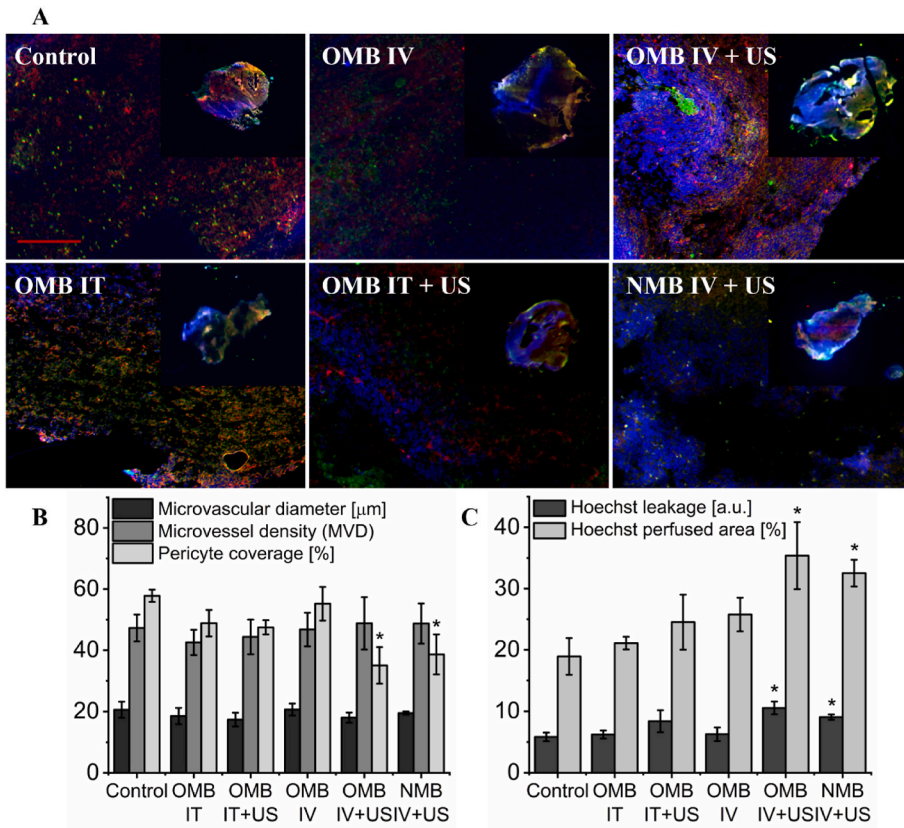 A
Control
OMB IV
OMB IV + US
OMB IT
OMB IT + US
NMB IV + US
B
Microvascular diameter [μm]
Microvessel density (MVD)
Pericyte coverage [%]
80
60
40
20
0
* *
Control OMB OMB OMB OMB NMB
IT IT+US IV IV+US IV+US
C
Hoechst leakage [a.u.]
Hoechst perfused area [%]
40
30
20
10
0
* *
* *
Control OMB OMB OMB OMB NMB
IT IT+US IV IV+US IV+US